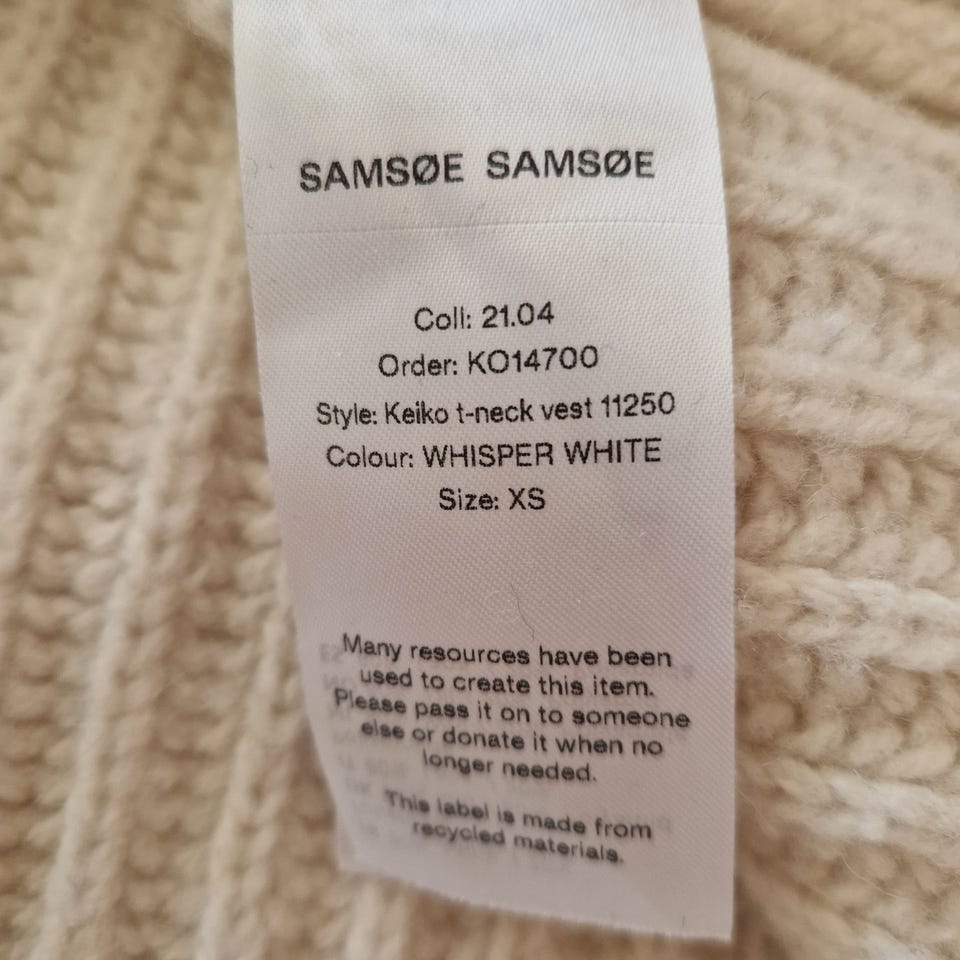 SAMSØE SAMSØE
Coll: 21.04
Order: KO14700
Style: Keiko t-neck vest 11250
Colour: WHISPER WHITE
Size: XS
Many resources have been
used to create this item.
Please pass it on to someone
else or donate it when no
longer needed.
This label is made from
recycled materials.